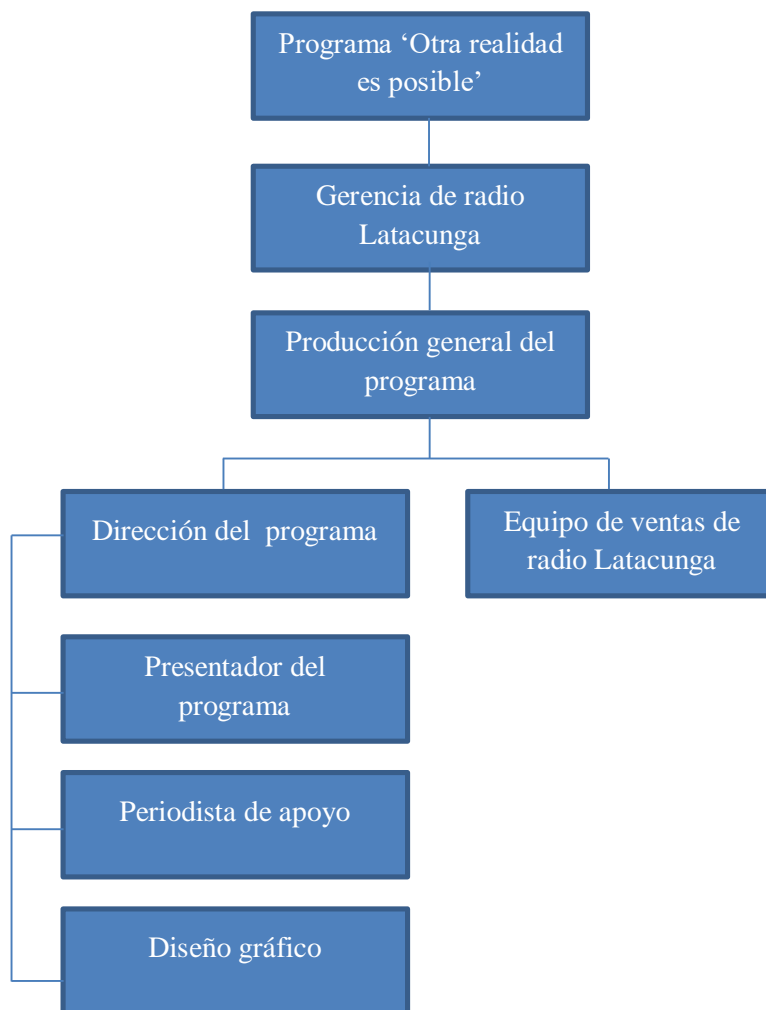 Programa ‘Otra realidad
es posible’
Gerencia de radio
Latacunga
Producción general del
programa
Dirección del  programa
Equipo de ventas de
radio Latacunga
Presentador del
programa
Periodista de apoyo
Diseño gráfico